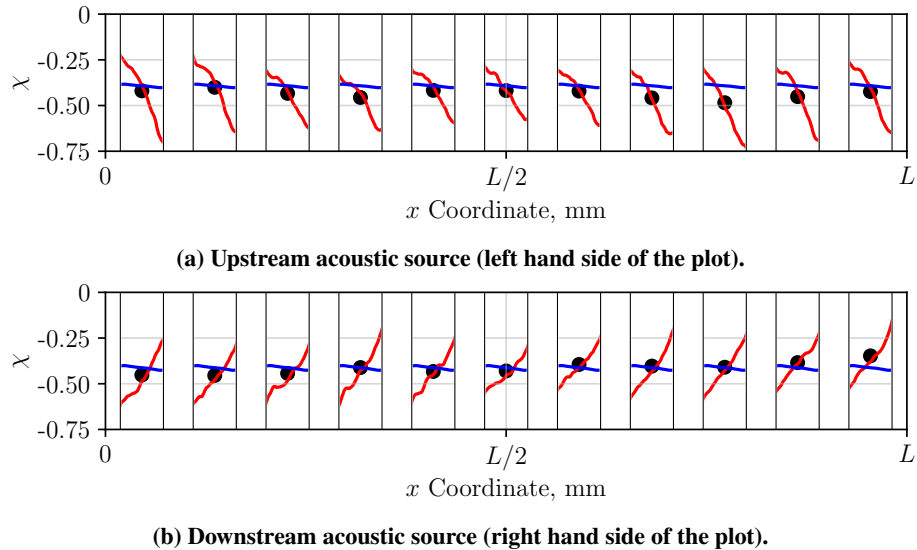 0
-0.25
-0.50
-0.75
χ
0 L/2 L
x Coordinate, mm
(a) Upstream acoustic source (left hand side of the plot).
0
-0.25
-0.50
-0.75
χ
0 L/2 L
x Coordinate, mm
(b) Downstream acoustic source (right hand side of the plot).